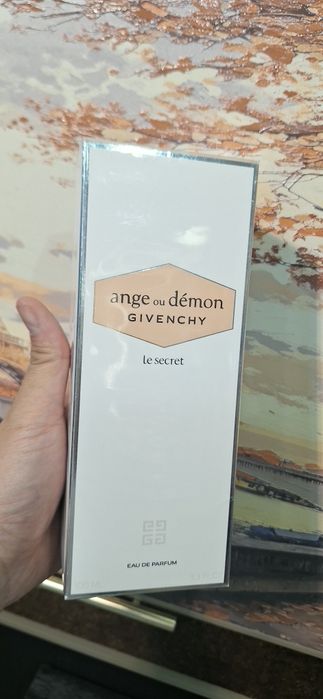 ange ou démon
GIVENCHY
le secret
EAU DE PARFUM